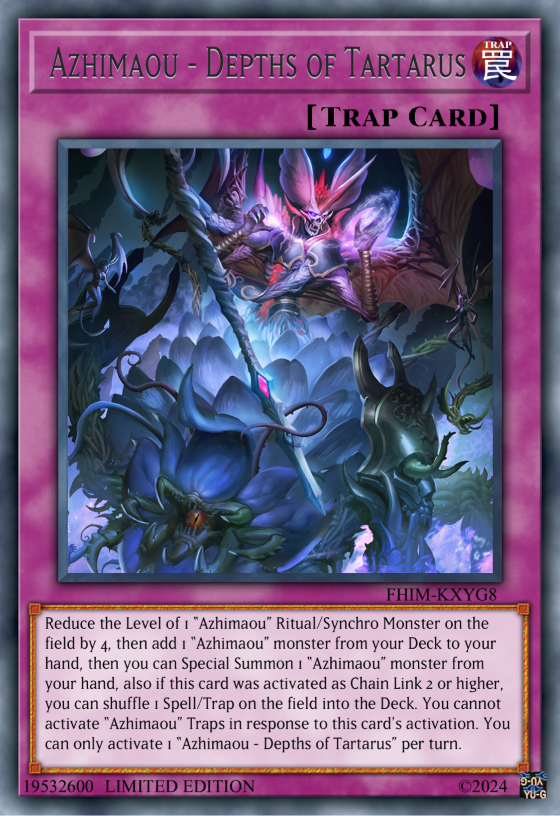 AZHIMAOU - DEPTHS OF TARTARUS
TRAP
罠
[TRAP CARD]
FHIM-KXYG8
Reduce the Level of 1 “Azhimaou” Ritual/Synchro Monster on the
field by 4, then add 1 “Azhimaou” monster from your Deck to your
hand, then you can Special Summon 1 “Azhimaou” monster from
your hand, also if this card was activated as Chain Link 2 or higher,
you can shuffle 1 Spell/Trap on the field into the Deck. You cannot
activate “Azhimaou” Traps in response to this card’s activation. You
can only activate 1 “Azhimaou - Depths of Tartarus” per turn.
19532600 LIMITED EDITION
©2024
YU-G